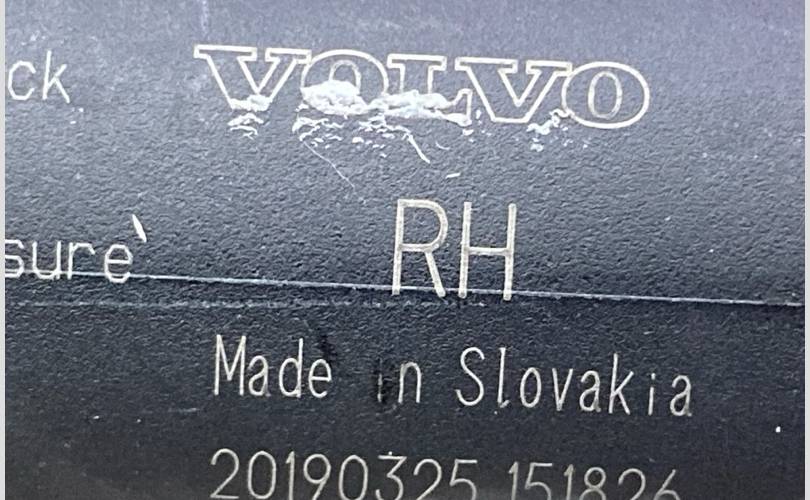 ck VOLVO
sure RH
Made in Slovakia
20190325 151826